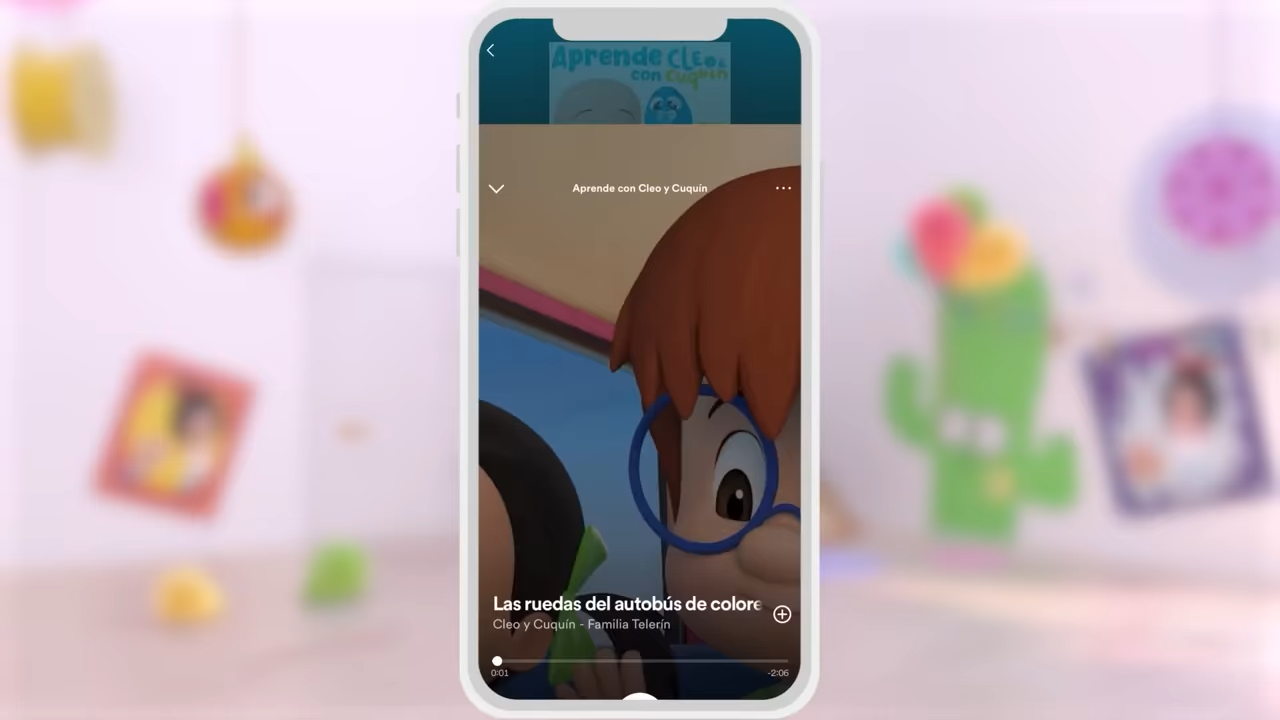 Aprende CLEO &
con Cuquín
Aprende con Cleo y Cuquín
Las ruedas del autobús de colore
Cleo y Cuquín - Familia Telerín
0:01
-2:06